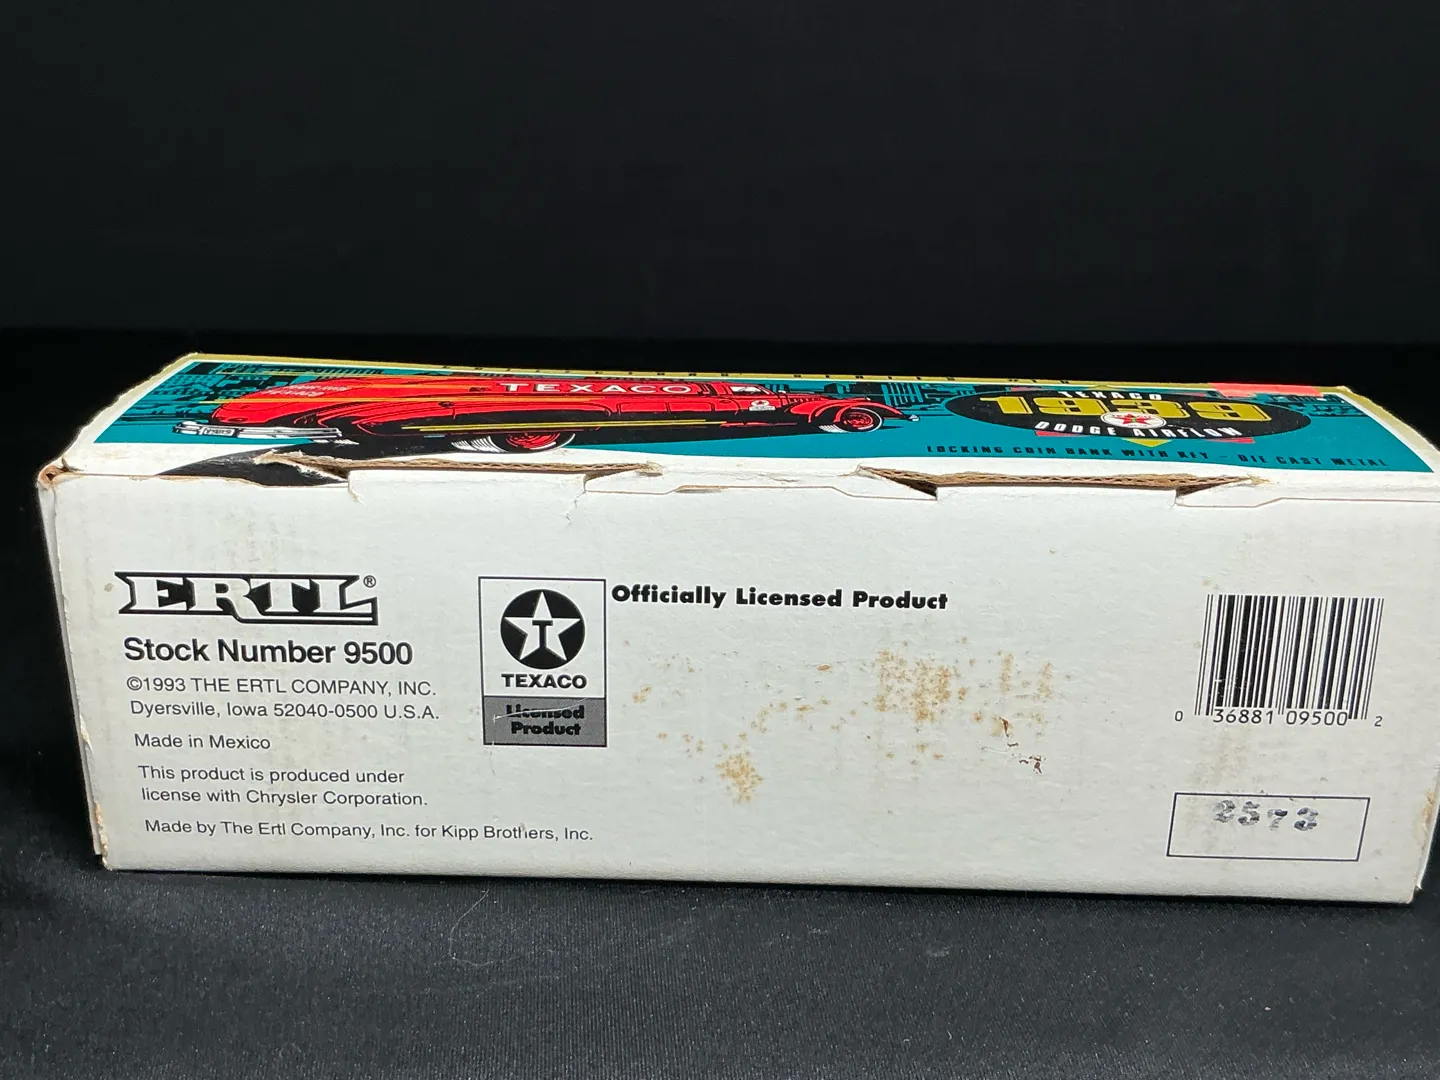 TEXACO
TEXACO
1939
DODGE AIRFLOW
LOCKING COIN BANK WITH KEY - DIE CAST METAL
ERTL®
Stock Number 9500
©1993 THE ERTL COMPANY, INC.
Dyersville, Iowa 52040-0500 U.S.A.
Made in Mexico
This product is produced under
license with Chrysler Corporation.
Made by The Ertl Company, Inc. for Kipp Brothers, Inc.
T
TEXACO
Licensed
Product
Officially Licensed Product
0 36881 09500 2
2573